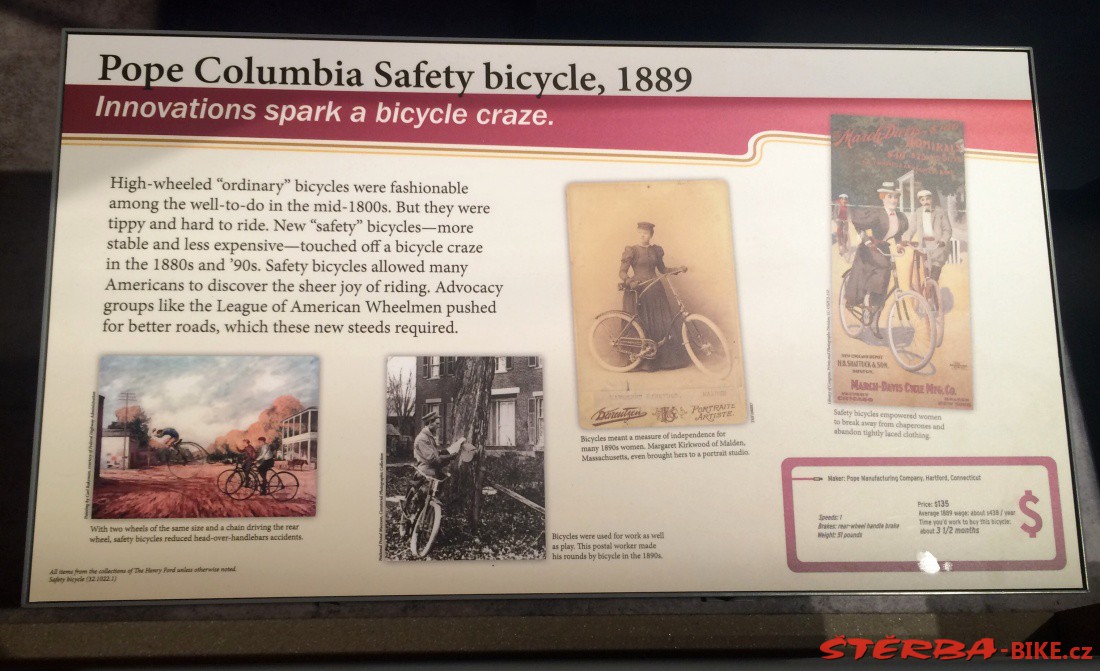 Pope Columbia Safety bicycle, 1889
Innovations spark a bicycle craze.
High-wheeled “ordinary” bicycles were fashionable
among the well-to-do in the mid-1800s. But they were
tippy and hard to ride. New “safety” bicycles—more
stable and less expensive—touched off a bicycle craze
in the 1880s and ’90s. Safety bicycles allowed many
Americans to discover the sheer joy of riding. Advocacy
groups like the League of American Wheelmen pushed
for better roads, which these new steeds required.
With two wheels of the same size and a chain driving the rear
wheel, safety bicycles reduced head-over-handlebars accidents.
Bicycles were used for work as well
as play. This postal worker made
his rounds by bicycle in the 1890s.
PORTRAIT
ARTISTE.
Bicycles meant a measure of independence for
many 1890s women. Margaret Kirkwood of Malden,
Massachusetts, even brought hers to a portrait studio.
MARCH-DAVIS CYCLE MFG. CO.
Safety bicycles empowered women
to break away from chaperones and
abandon tightly laced clothing.
Maker: Pope Manufacturing Company, Hartford, Connecticut
Speeds: 1
Brakes: rear-wheel handle brake
Weight: 51 pounds
Price: $135
Average 1889 wage: about $438 / year
Time you'd work to buy this bicycle:
about 3 1/2 months
$
All items from the collections of The Henry Ford unless otherwise noted.
Safety bicycle (32.1022.1)
ŠTĚRBA-BIKE.cz